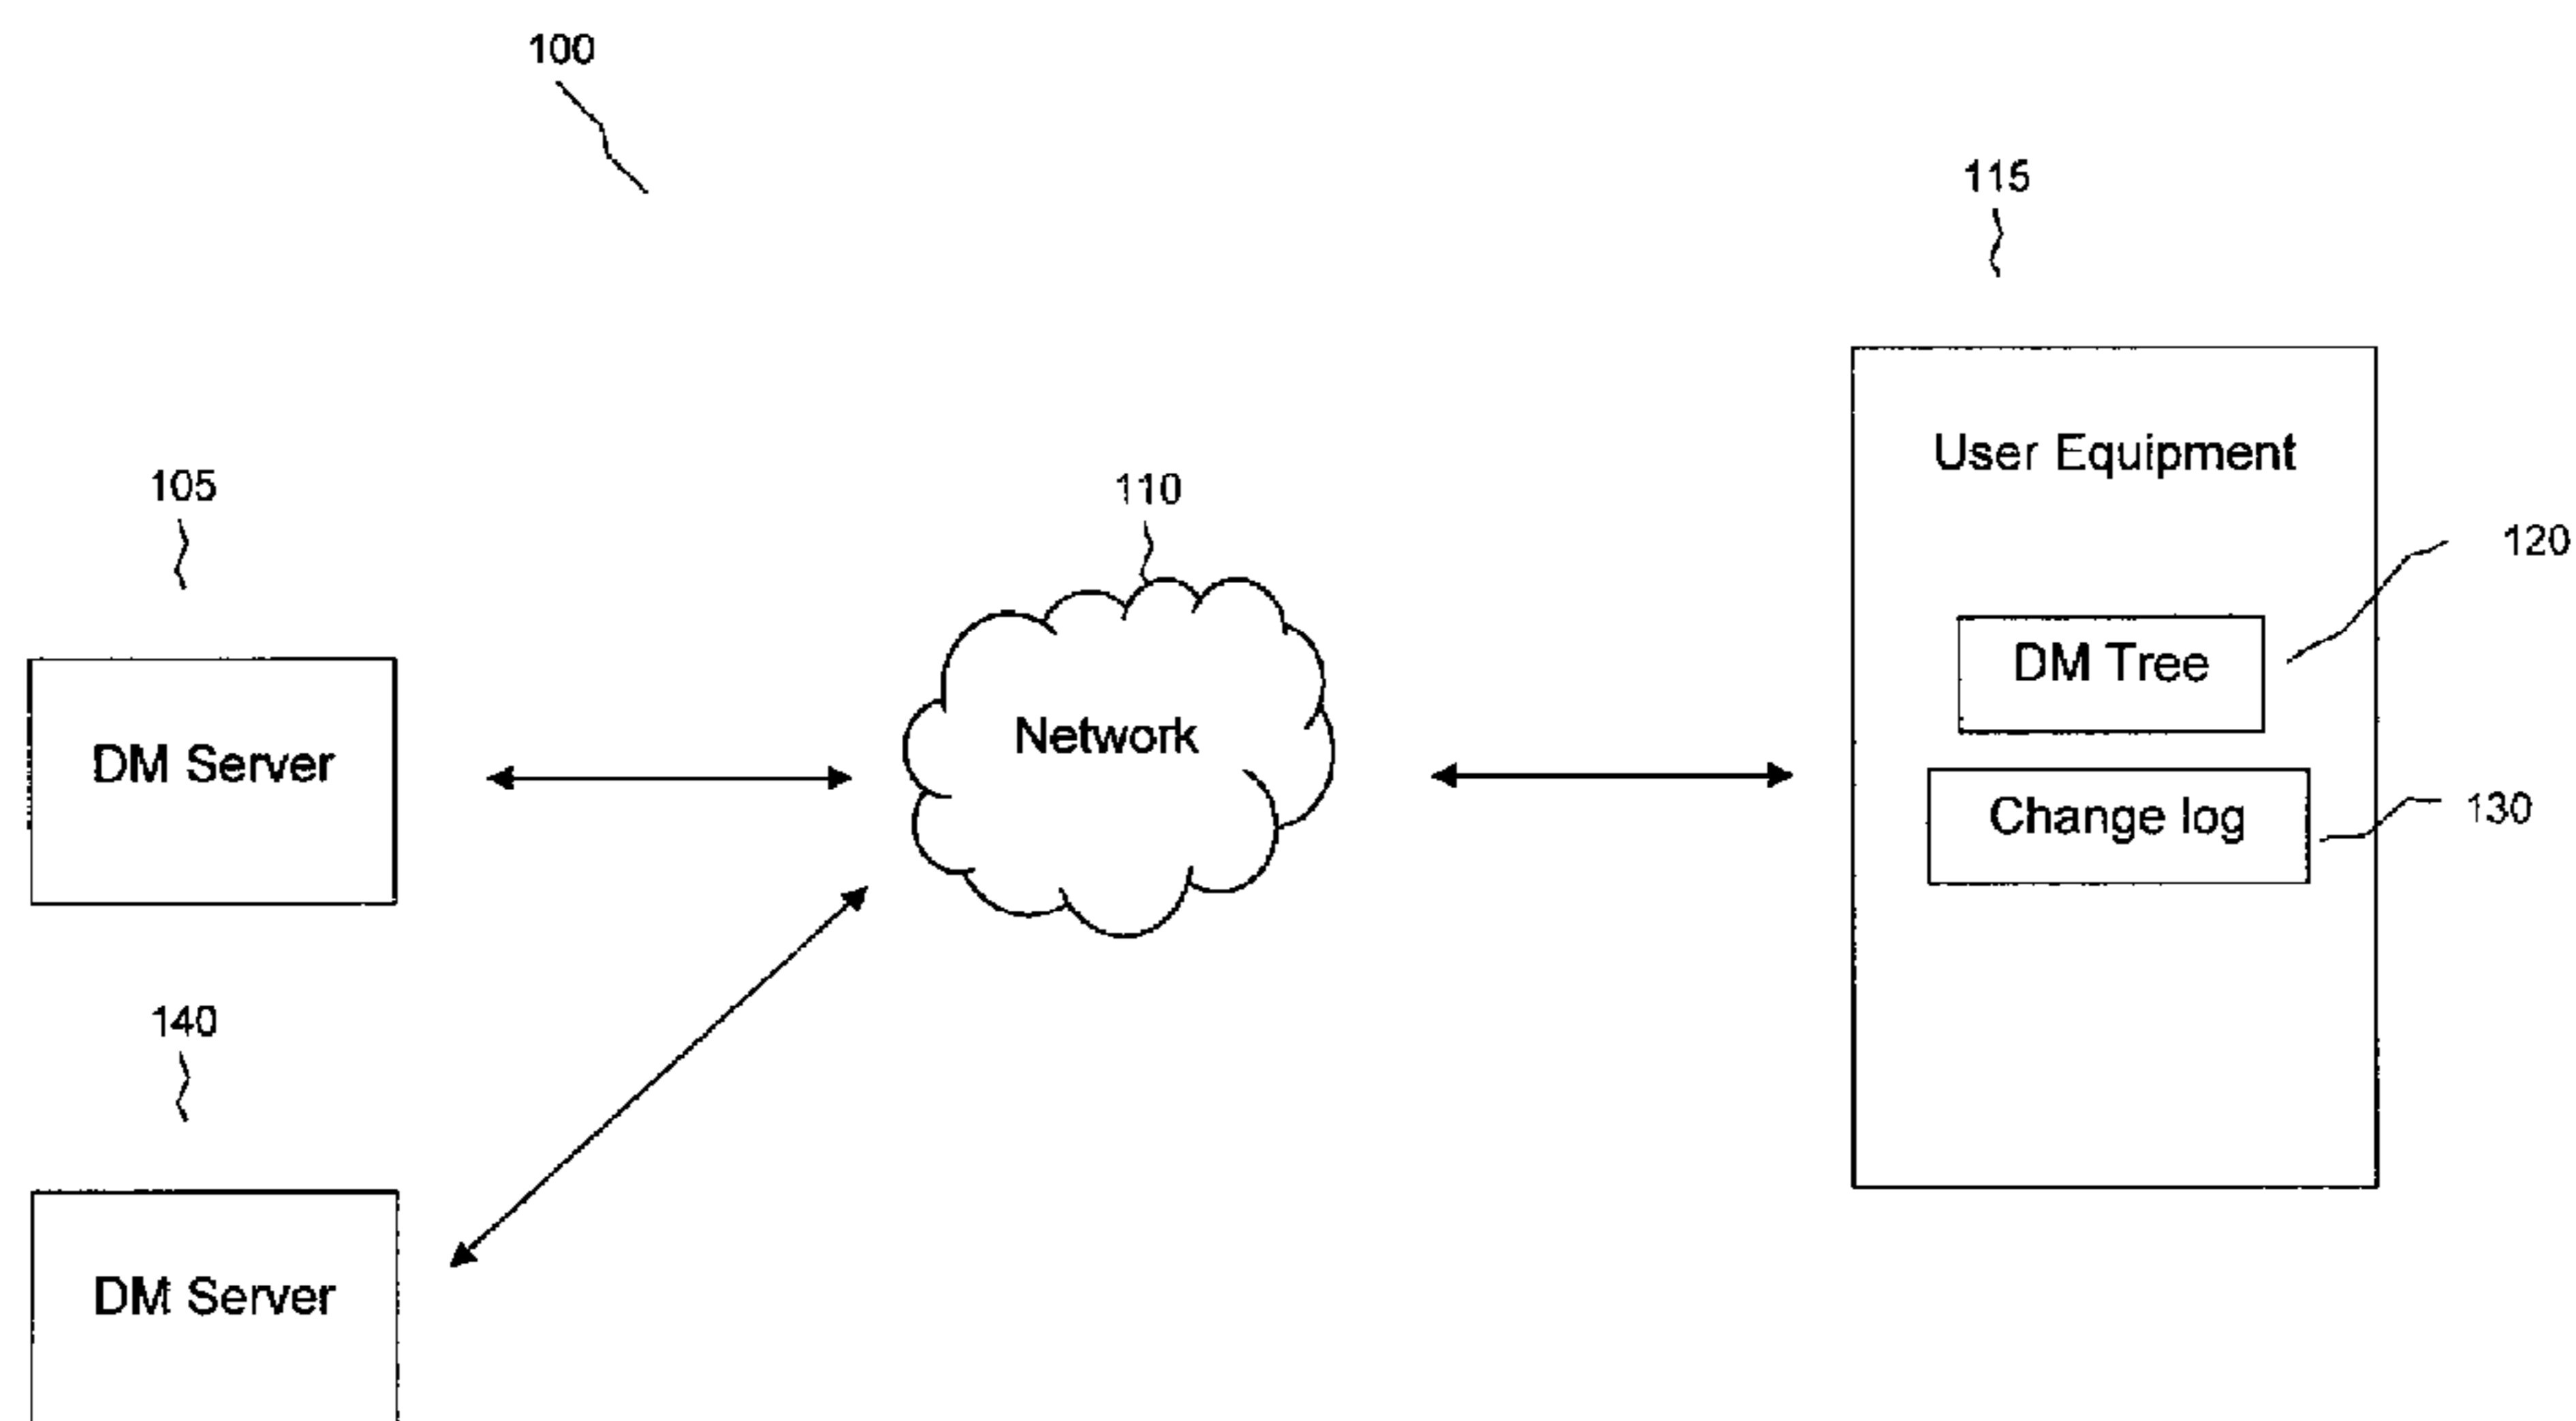 100
115
User Equipment
105
110
120
DM Tree
DM Server
Network
Change log
130
140
DM Server